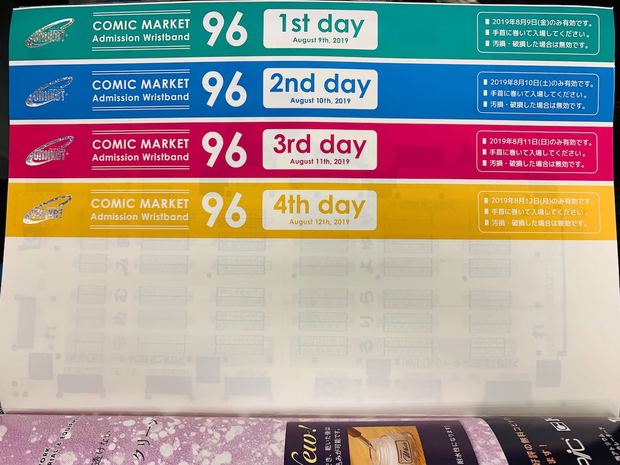 COMIC MARKET
Admission Wristband
96
1st day
August 9th, 2019
■ 2019年8月9日(金)のみ有効です。
■ 手首に巻いて入場してください。
■ 汚損・破損した場合は無効です。
COMIC MARKET
Admission Wristband
96
2nd day
August 10th, 2019
■ 2019年8月10日(土)のみ有効です。
■ 手首に巻いて入場してください。
■ 汚損・破損した場合は無効です。
COMIC MARKET
Admission Wristband
96
3rd day
August 11th, 2019
■ 2019年8月11日(日)のみ有効です。
■ 手首に巻いて入場してください。
■ 汚損・破損した場合は無効です。
COMIC MARKET
Admission Wristband
96
4th day
August 12th, 2019
■ 2019年8月12日(月)のみ有効です。
■ 手首に巻いて入場してください。
■ 汚損・破損した場合は無効です。
New!